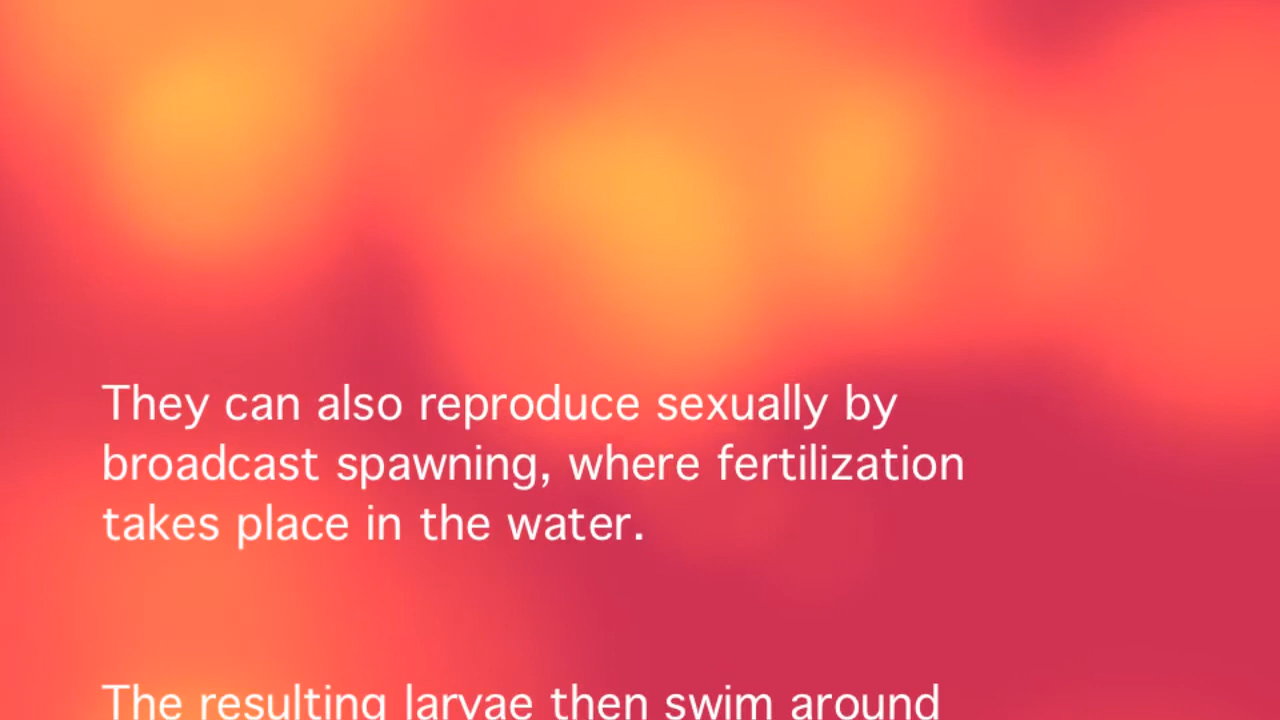 They can also reproduce sexually by
broadcast spawning, where fertilization
takes place in the water.
The resulting larvae then swim around